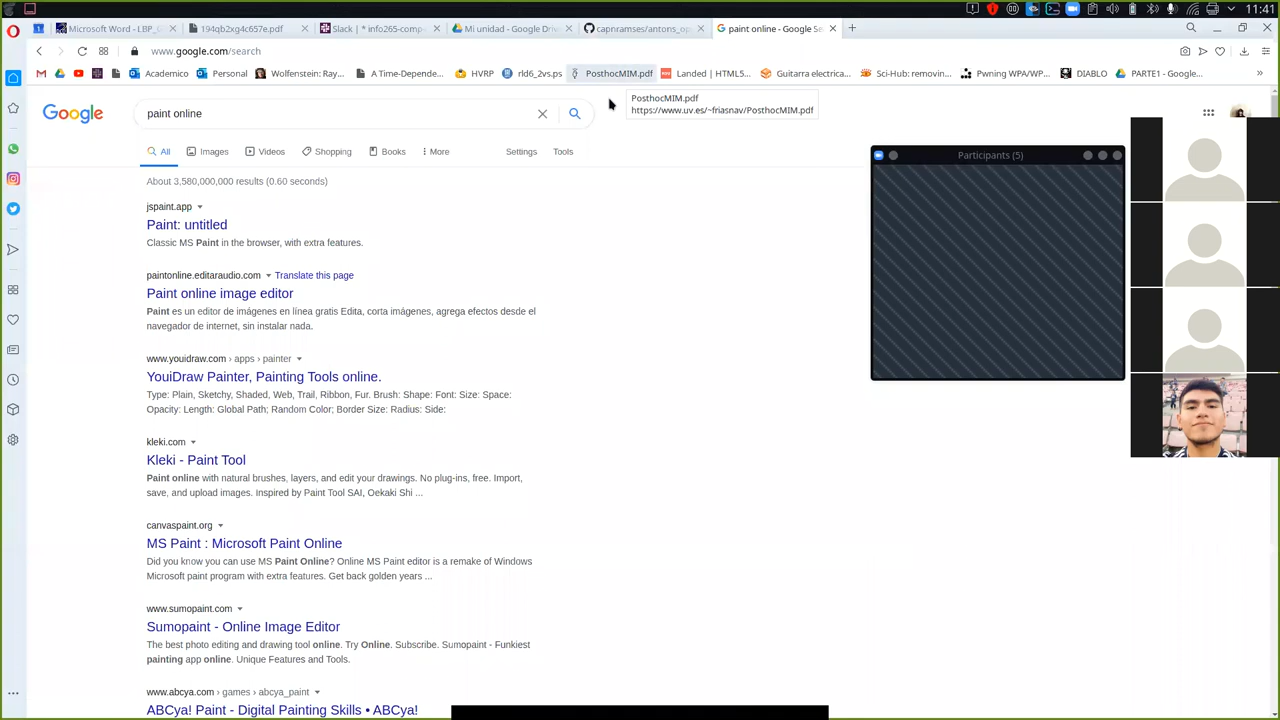 11:41
1
Microsoft Word - LBP_G
194qb2xg4c657e.pdf
Slack | * info265-comp
Mi unidad - Google Driv
caprırramses/antoris_op
paint online - Google Se
www.google.com/search
Academico
Personal
Wolfenstein: Ray...
A Time-Depende...
HVRP
rld6_2vs.ps
PosthocMIM.pdf
Landed | HTML5...
Guitarra electrica...
Sci-Hub: removin...
Pwning WPA/WP...
DIABLO
PARTE1 - Google...
»
PosthocMIM.pdf
https://www.uv.es/~friasnav/PosthocMIM.pdf
Google
paint online
All
Images
Videos
Shopping
Books
More
Settings
Tools
Participants (5)
About 3,580,000,000 results (0.60 seconds)
jspaint.app
Paint: untitled
Classic MS Paint in the browser, with extra features.
paintonline.editaraudio.com Translate this page
Paint online image editor
Paint es un editor de imágenes en línea gratis Edita, corta imágenes, agrega efectos desde el
navegador de internet, sin instalar nada.
www.youidraw.com › apps › painter
YouiDraw Painter, Painting Tools online.
Type: Plain, Sketchy, Shaded, Web, Trail, Ribbon, Fur. Brush: Shape: Font: Size: Space:
Opacity: Length: Global Path; Random Color; Border Size: Radius: Side:
kleki.com
Kleki - Paint Tool
Paint online with natural brushes, layers, and edit your drawings. No plug-ins, free. Import,
save, and upload images. Inspired by Paint Tool SAI, Oekaki Shi ...
canvaspaint.org
MS Paint : Microsoft Paint Online
Did you know you can use MS Paint Online? Online MS Paint editor is a remake of Windows
Microsoft paint program with extra features. Get back golden years ...
www.sumopaint.com
Sumopaint - Online Image Editor
The best photo editing and drawing tool online. Try Online. Subscribe. Sumopaint - Funkiest
painting app online. Unique Features and Tools.
www.abcya.com › games › abcya_paint
ABCya! Paint - Digital Painting Skills • ABCya!